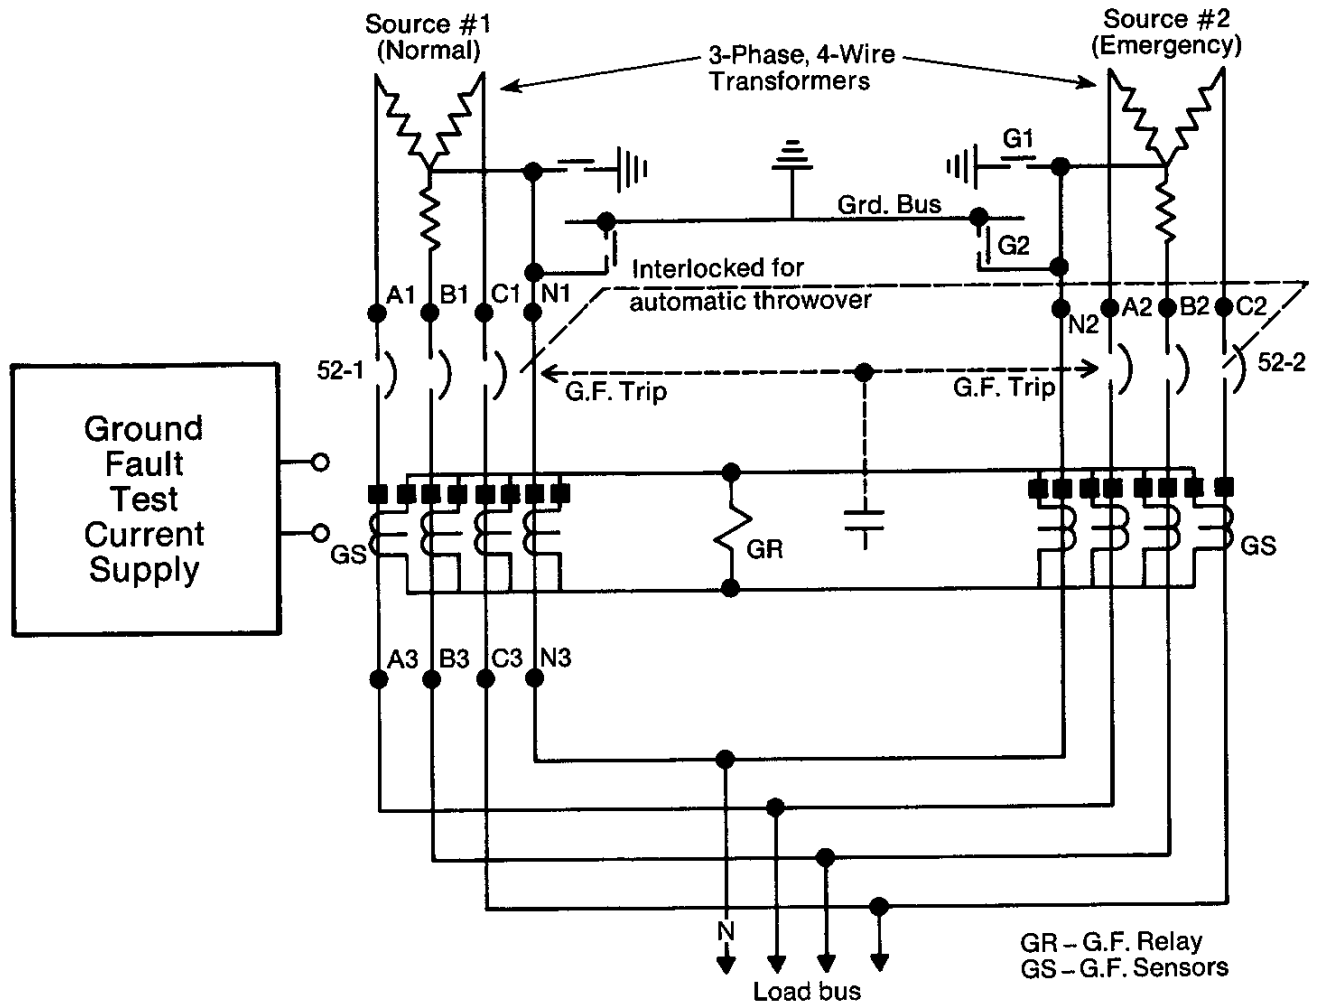 Source #1
(Normal)
3-Phase, 4-Wire
Transformers
Source #2
(Emergency)
G1
Grd. Bus
G2
Interlocked for
automatic throwover
A1
B1
C1
N1
N2
A2
B2
C2
52-1
G.F. Trip
G.F. Trip
52-2
Ground
Fault
Test
Current
Supply
GS
GR
GS
A3
B3
C3
N3
N
Load bus
GR – G.F. Relay
GS – G.F. Sensors